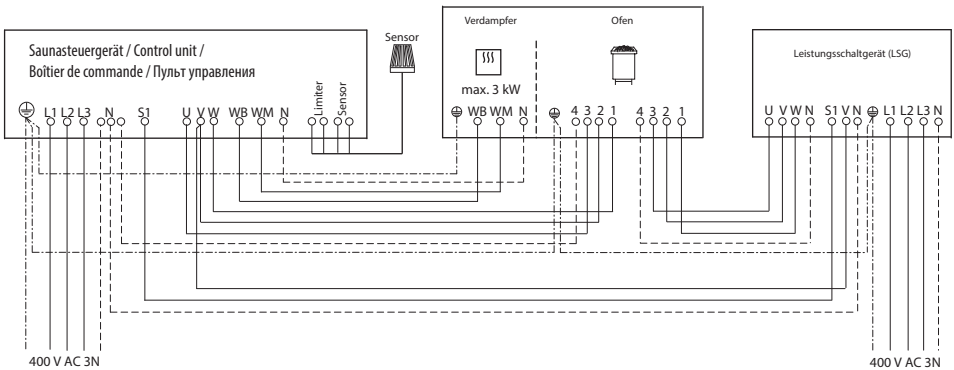 Saunasteuergerät / Control unit /
Boîtier de commande / Пульт управления
L1 L2 L3 N S1 U V W WB WM N Limiter Sensor
Sensor
Verdampfer
max. 3 kW
WB WM N
Ofen
4 3 2 1 4 3 2 1
Leistungsschaltgerät (LSG)
U V W N S1 V N L1 L2 L3 N
400 V AC 3N
400 V AC 3N